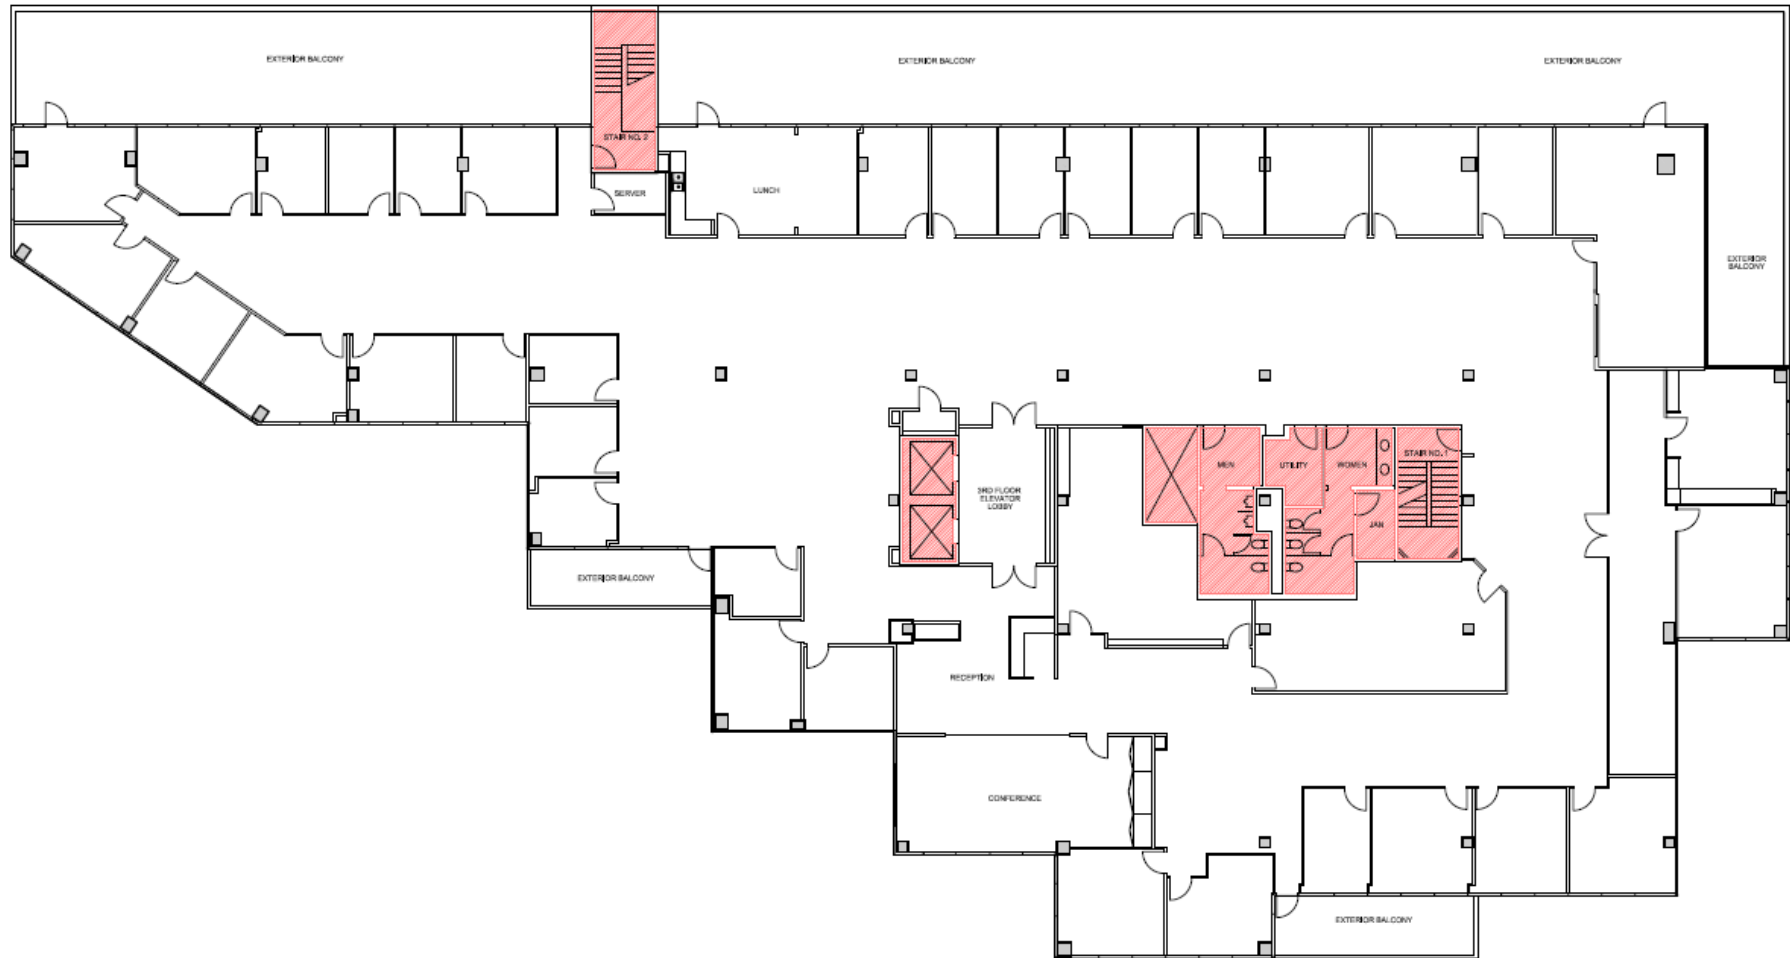 EXTERIOR BALCONY
EXTERIOR BALCONY
EXTERIOR BALCONY
STAIR NO. 2
SERVER
LUNCH
EXTERIOR
BALCONY
STAIR NO. 1
MEN
UTILITY
WOMEN
3RD FLOOR
ELEVATOR
LOBBY
JAN
EXTERIOR BALCONY
RECEPTION
CONFERENCE
EXTERIOR BALCONY